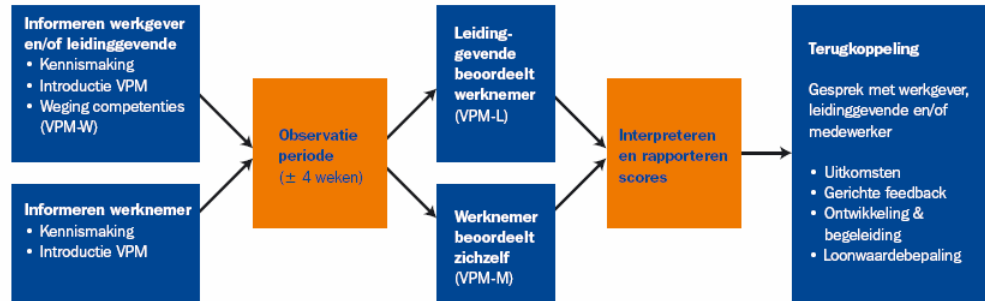 Informeren werkgever
en/of leidinggevende
• Kennismaking
• Introductie VPM
• Weging competenties
(VPM-W)
Informeren werknemer
• Kennismaking
• Introductie VPM
Observatie
periode
(± 4 weken)
Leiding-
gevende
beoordeelt
werknemer
(VPM-L)
Werknemer
beoordeelt
zichzelf
(VPM-M)
Interpreteren
en rapporteren
scores
Terugkoppeling
Gesprek met werkgever,
leidinggevende en/of
medewerker
• Uitkomsten
• Gerichte feedback
• Ontwikkeling &
begeleiding
• Loonwaardebepaling